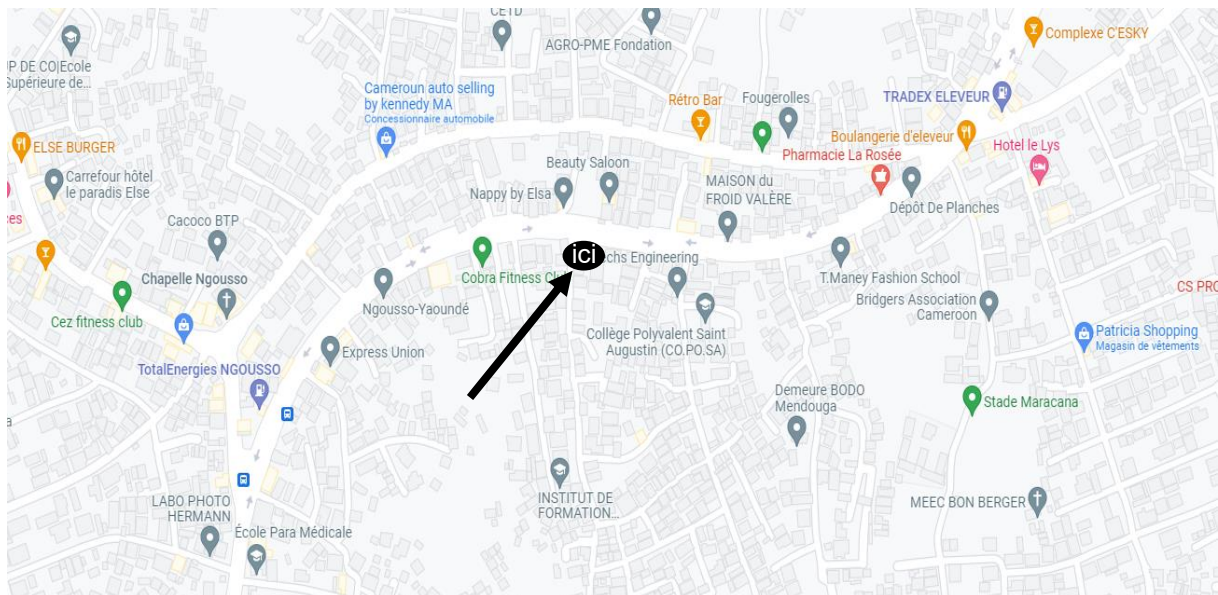 CETD
AGRO-PME Fondation
Complexe C'ESKY
UP DE CO|Ecole
Supérieure de...
Cameroun auto selling
by kennedy MA
Concessionnaire automobile
Rétro Bar
Fougerolles
TRADEX ELEVEUR
ELSE BURGER
Boulangerie d'eleveur
Hotel le Lys
Pharmacie La Rosée
Beauty Saloon
Carrefour hôtel
le paradis Else
Nappy by Elsa
MAISON du
FROID VALÈRE
Dépôt De Planches
Cacoco BTP
ici
echs Engineering
Chapelle Ngousso
Cobra Fitness Clu
T.Maney Fashion School
CS PRO
Ngousso-Yaoundé
Bridgers Association
Cameroon
Cez fitness club
Collège Polyvalent Saint
Augustin (CO.PO.SA)
Patricia Shopping
Magasin de vêtements
Express Union
TotalEnergies NGOUSSO
Demeure BODO
Mendouga
Stade Maracana
LABO PHOTO
HERMANN
INSTITUT DE
FORMATION...
MEEC BON BERGER
École Para Médicale